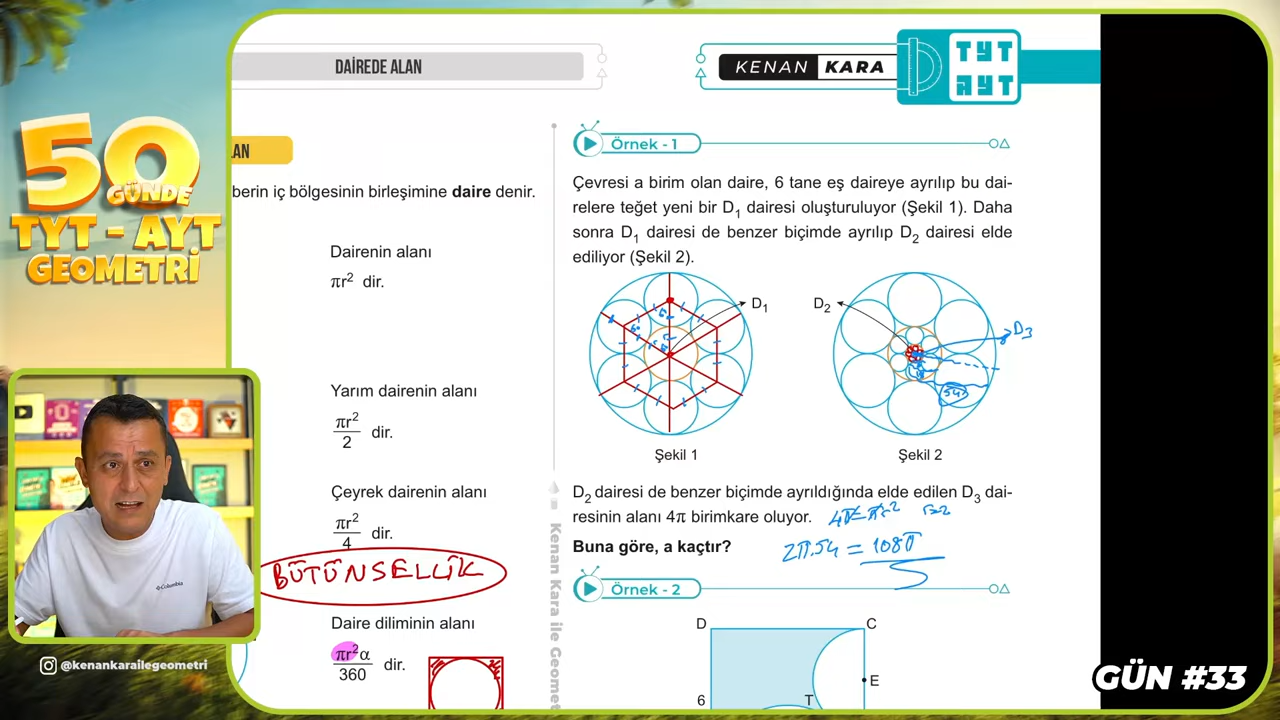 50
GÜNDE
TYT - AYT
GEOMETRİ
DAİREDE ALAN
KENAN KARA
TYT
AYT
AN
berin iç bölgesinin birleşimine daire denir.
Dairenin alanı
πr² dir.
Yarım dairenin alanı
πr²
2
dir.
Çeyrek dairenin alanı
πr²
4
dir.
BÜTÜNSELLİK
Daire diliminin alanı
πr²α
360
dir.
Kenan Kara ile Geomet
Örnek - 1
Çevresi a birim olan daire, 6 tane eş daireye ayrılıp bu dai-
relere teğet yeni bir D₁ dairesi oluşturuluyor (Şekil 1). Daha
sonra D₁ dairesi de benzer biçimde ayrılıp D₂ dairesi elde
ediliyor (Şekil 2).
D₁
D₂
D₃
54
Şekil 1
Şekil 2
D₂ dairesi de benzer biçimde ayrıldığında elde edilen D₃ dai-
resinin alanı 4π birimkare oluyor.
4π=πr² r=2
Buna göre, a kaçtır?
2π.54 = 108π
Örnek - 2
D
C
E
6
T
Columbia
@kenankarailegeometri
GÜN #33